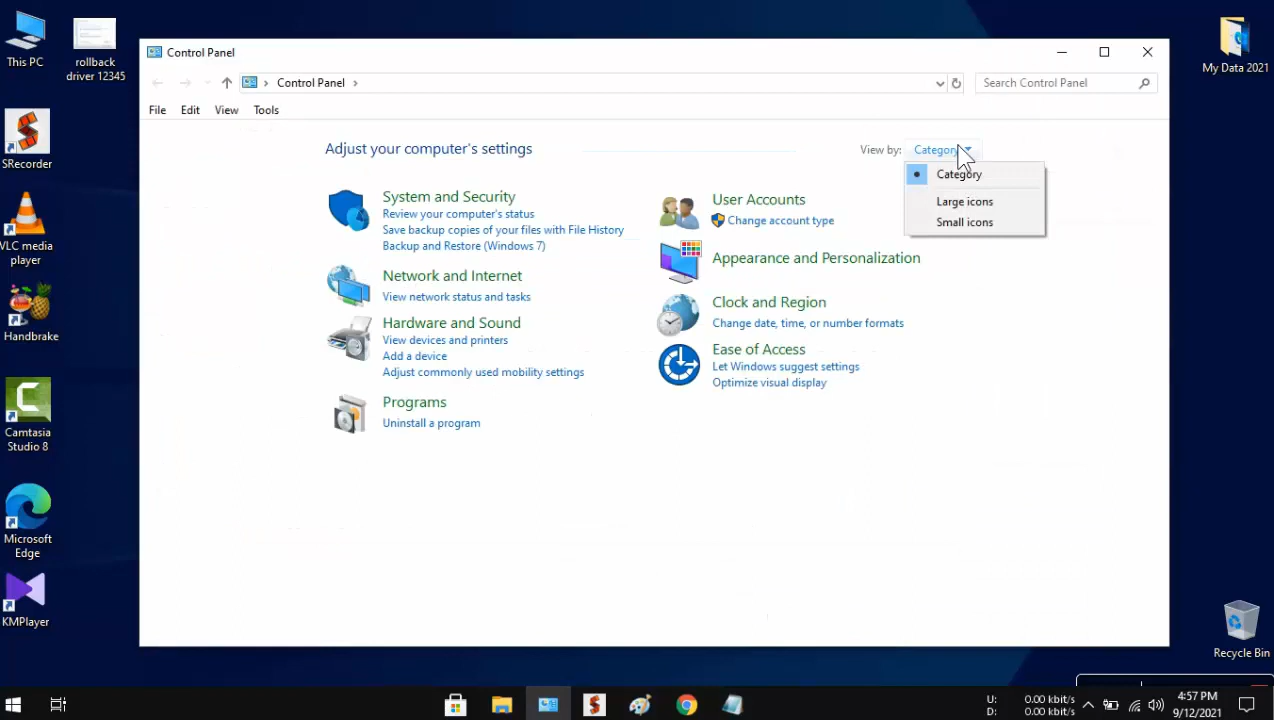 This PC
rollback
driver 12345
SRecorder
VLC media
player
Handbrake
Camtasia
Studio 8
Microsoft
Edge
KMPlayer
Control Panel
Control Panel
Search Control Panel
File Edit View Tools
Adjust your computer's settings
View by: Category
Category
Large icons
Small icons
System and Security
Review your computer's status
Save backup copies of your files with File History
Backup and Restore (Windows 7)
Network and Internet
View network status and tasks
Hardware and Sound
View devices and printers
Add a device
Adjust commonly used mobility settings
Programs
Uninstall a program
User Accounts
Change account type
Appearance and Personalization
Clock and Region
Change date, time, or number formats
Ease of Access
Let Windows suggest settings
Optimize visual display
My Data 2021
Recycle Bin
U: 0.00 kbit/s
D: 0.00 kbit/s
4:57 PM
9/12/2021